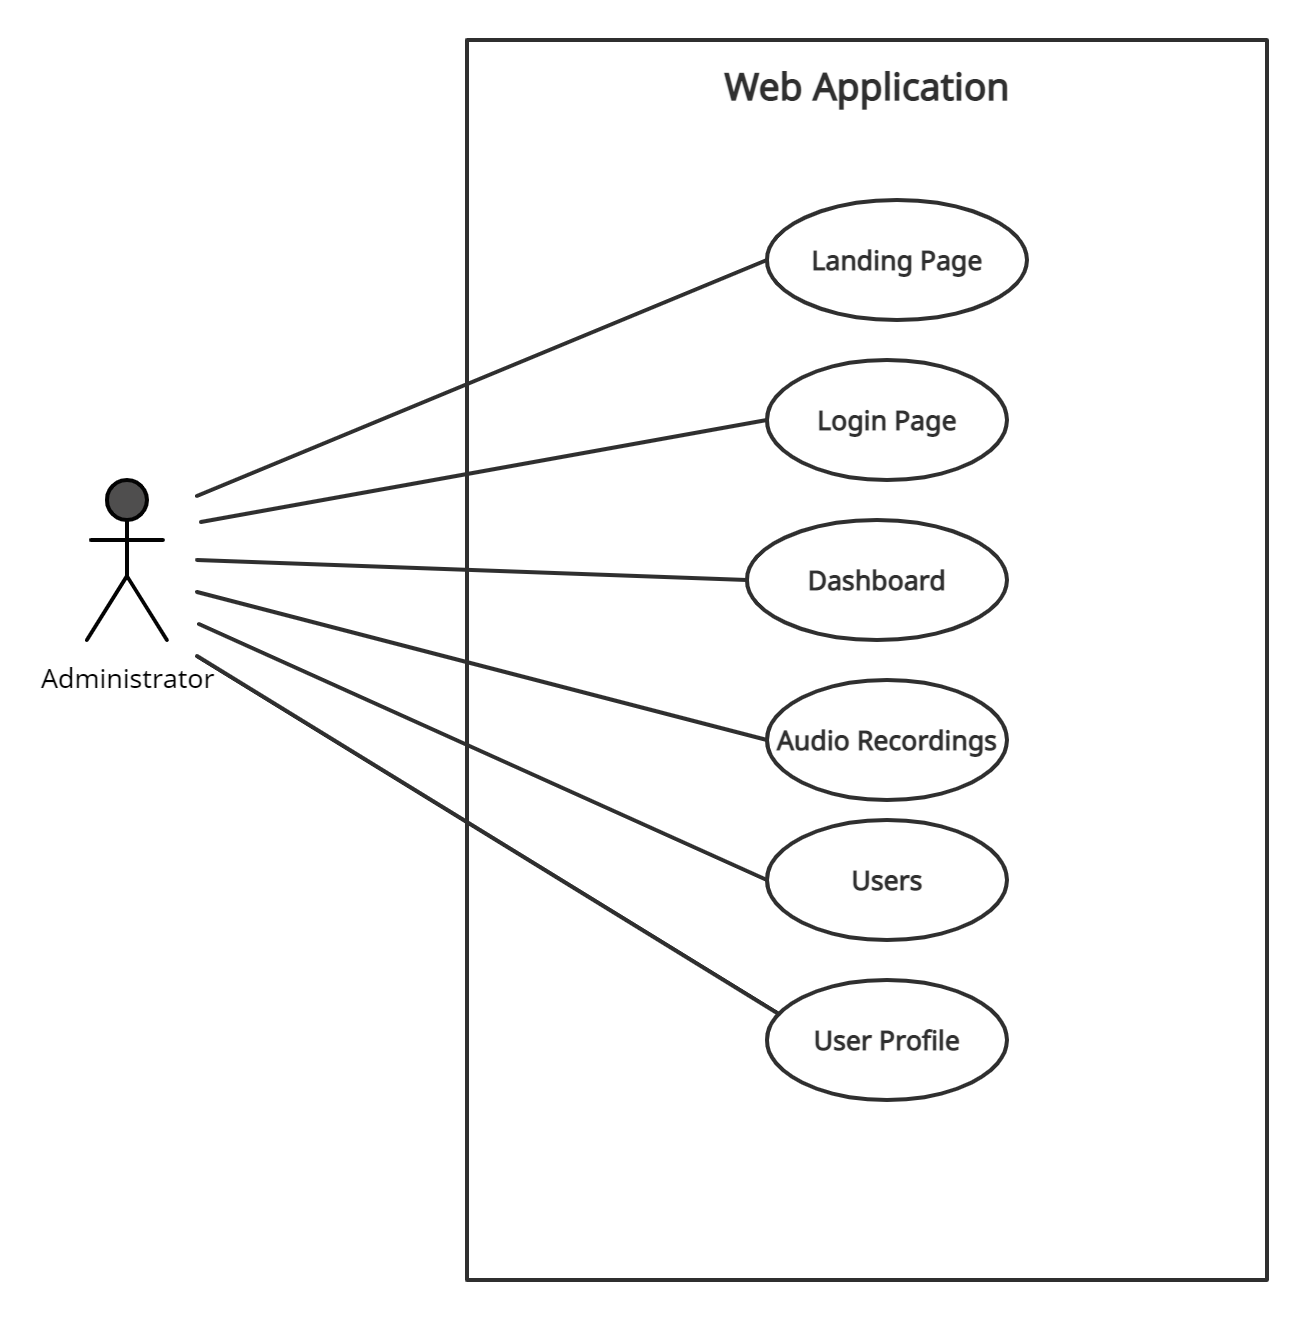 Web Application
Landing Page
Login Page
Dashboard
Administrator
Audio Recordings
Users
User Profile